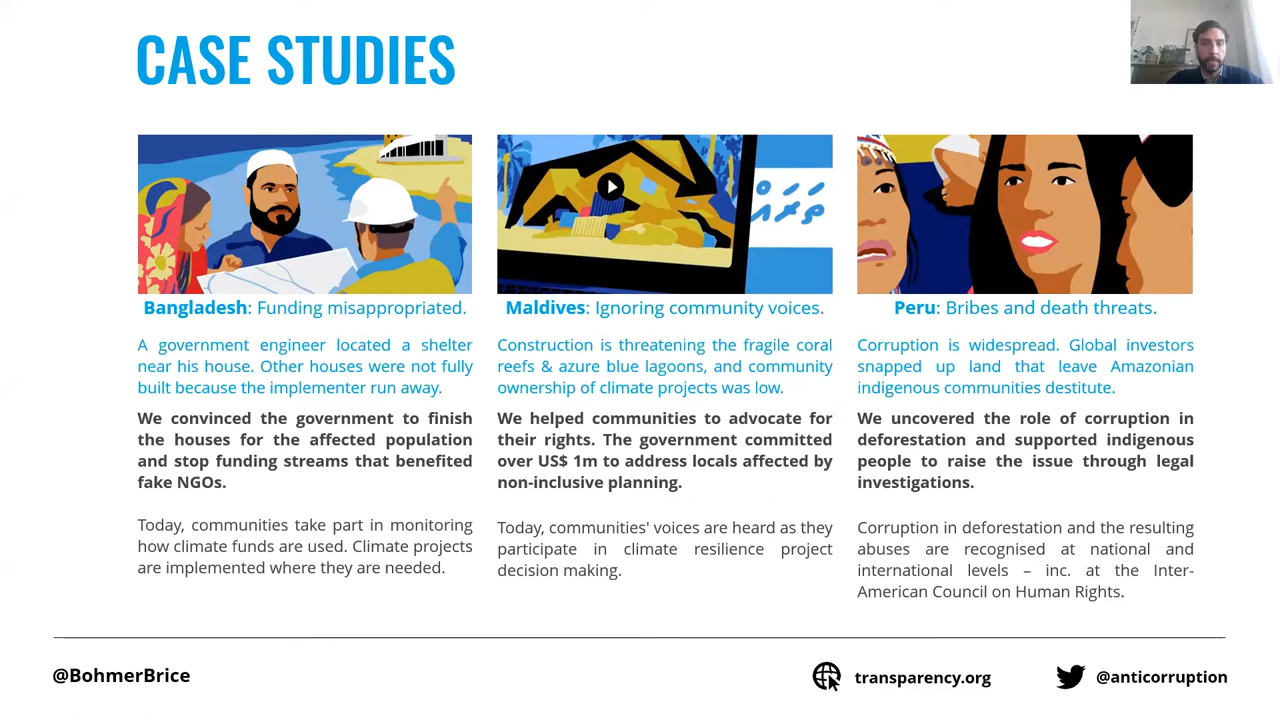 CASE STUDIES
ތަރައް
Bangladesh: Funding misappropriated.
A government engineer located a shelter
near his house. Other houses were not fully
built because the implementer run away.
We convinced the government to finish
the houses for the affected population
and stop funding streams that benefited
fake NGOs.
Today, communities take part in monitoring
how climate funds are used. Climate projects
are implemented where they are needed.
Maldives: Ignoring community voices.
Construction is threatening the fragile coral
reefs & azure blue lagoons, and community
ownership of climate projects was low.
We helped communities to advocate for
their rights. The government committed
over US$ 1m to address locals affected by
non-inclusive planning.
Today, communities' voices are heard as they
participate in climate resilience project
decision making.
Peru: Bribes and death threats.
Corruption is widespread. Global investors
snapped up land that leave Amazonian
indigenous communities destitute.
We uncovered the role of corruption in
deforestation and supported indigenous
people to raise the issue through legal
investigations.
Corruption in deforestation and the resulting
abuses are recognised at national and
international levels – inc. at the Inter-
American Council on Human Rights.
@BohmerBrice
transparency.org
@anticorruption